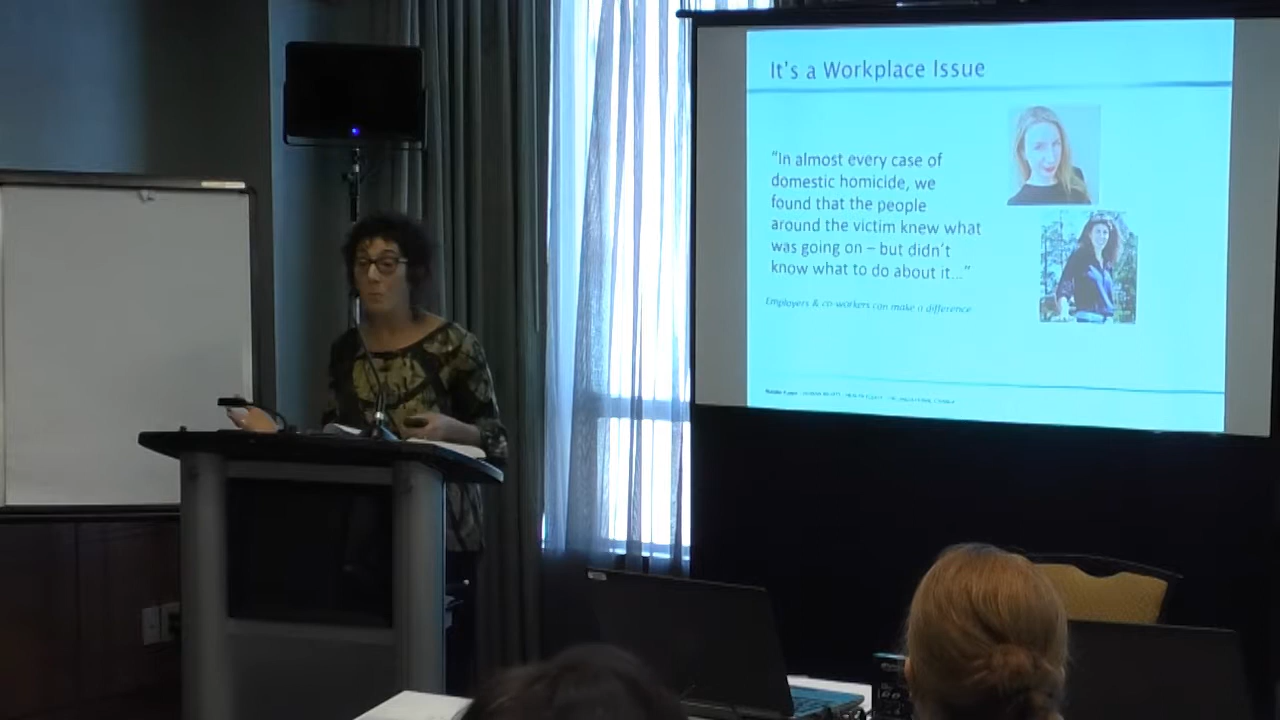 It's a Workplace Issue
“In almost every case of
domestic homicide, we
found that the people
around the victim knew what
was going on – but didn't
know what to do about it...”
Employers & co-workers can make a difference